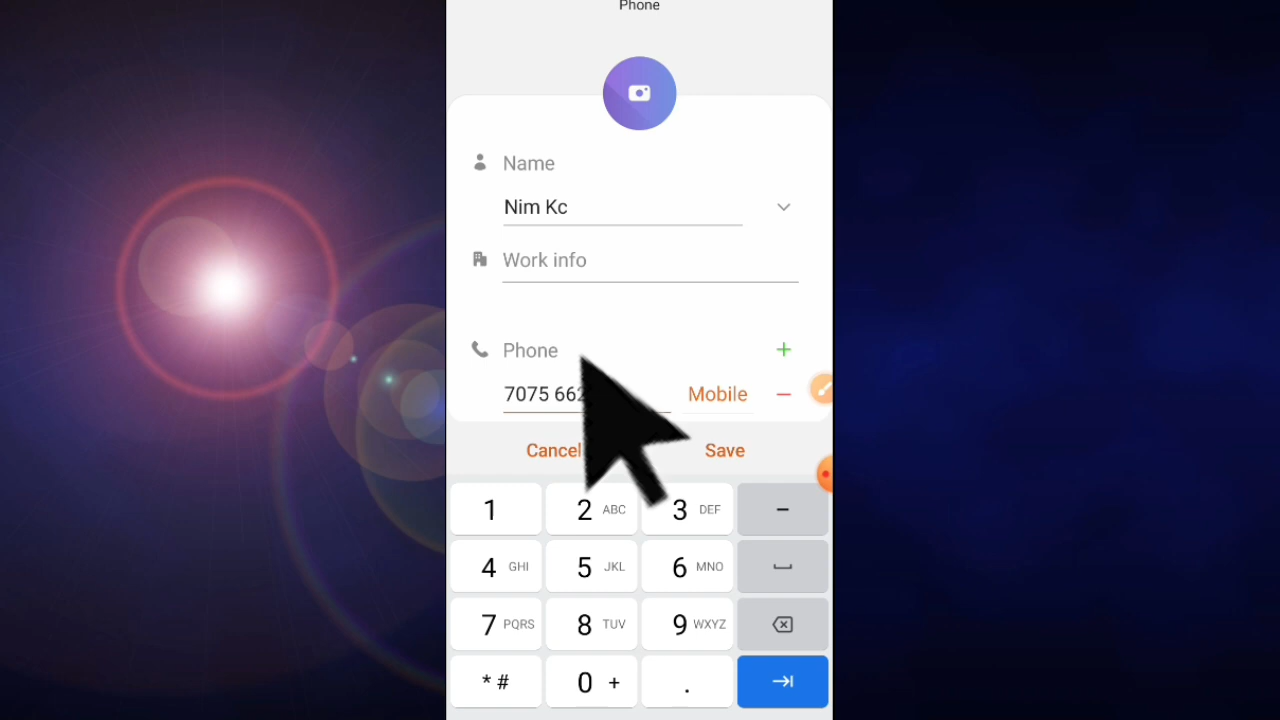 Phone
Name
Nim Kc
Work info
Phone
7075 662
Mobile
Cancel
Save
1
2 ABC
3 DEF
-
4 GHI
5 JKL
6 MNO
7 PQRS
8 TUV
9 WXYZ
* #
0 +
.